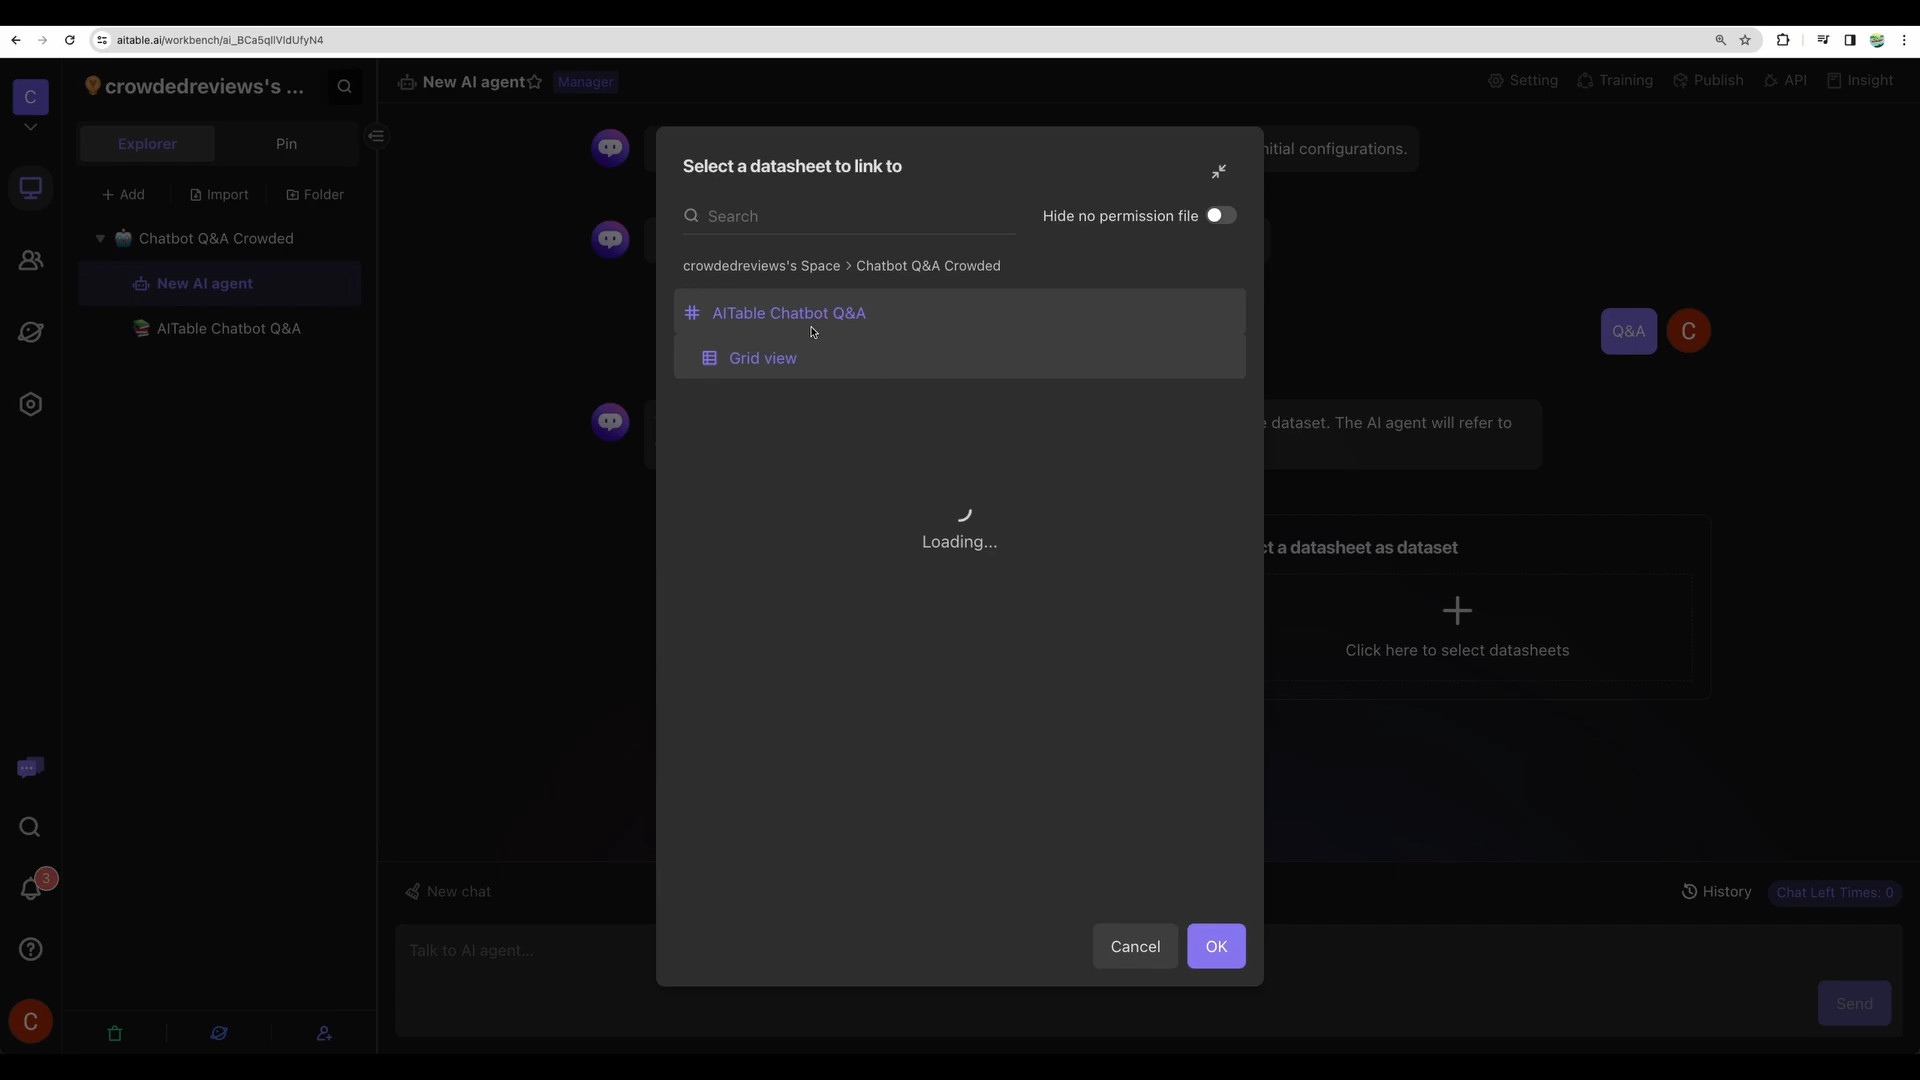 aitable.ai/workbench/ai_BCa5qIlVldUfyN4
C
crowdedreviews's ...
New AI agent
Manager
Setting
Training
Publish
API
Insight
Explorer
Pin
+ Add
Import
Folder
Chatbot Q&A Crowded
New AI agent
AITable Chatbot Q&A
nitial configurations.
Select a datasheet to link to
Search
Hide no permission file
crowdedreviews's Space > Chatbot Q&A Crowded
AITable Chatbot Q&A
Grid view
Q&A
C
e dataset. The AI agent will refer to
Loading...
ct a datasheet as dataset
Click here to select datasheets
3
New chat
History
Chat Left Times: 0
Talk to AI agent...
Cancel
OK
Send
C